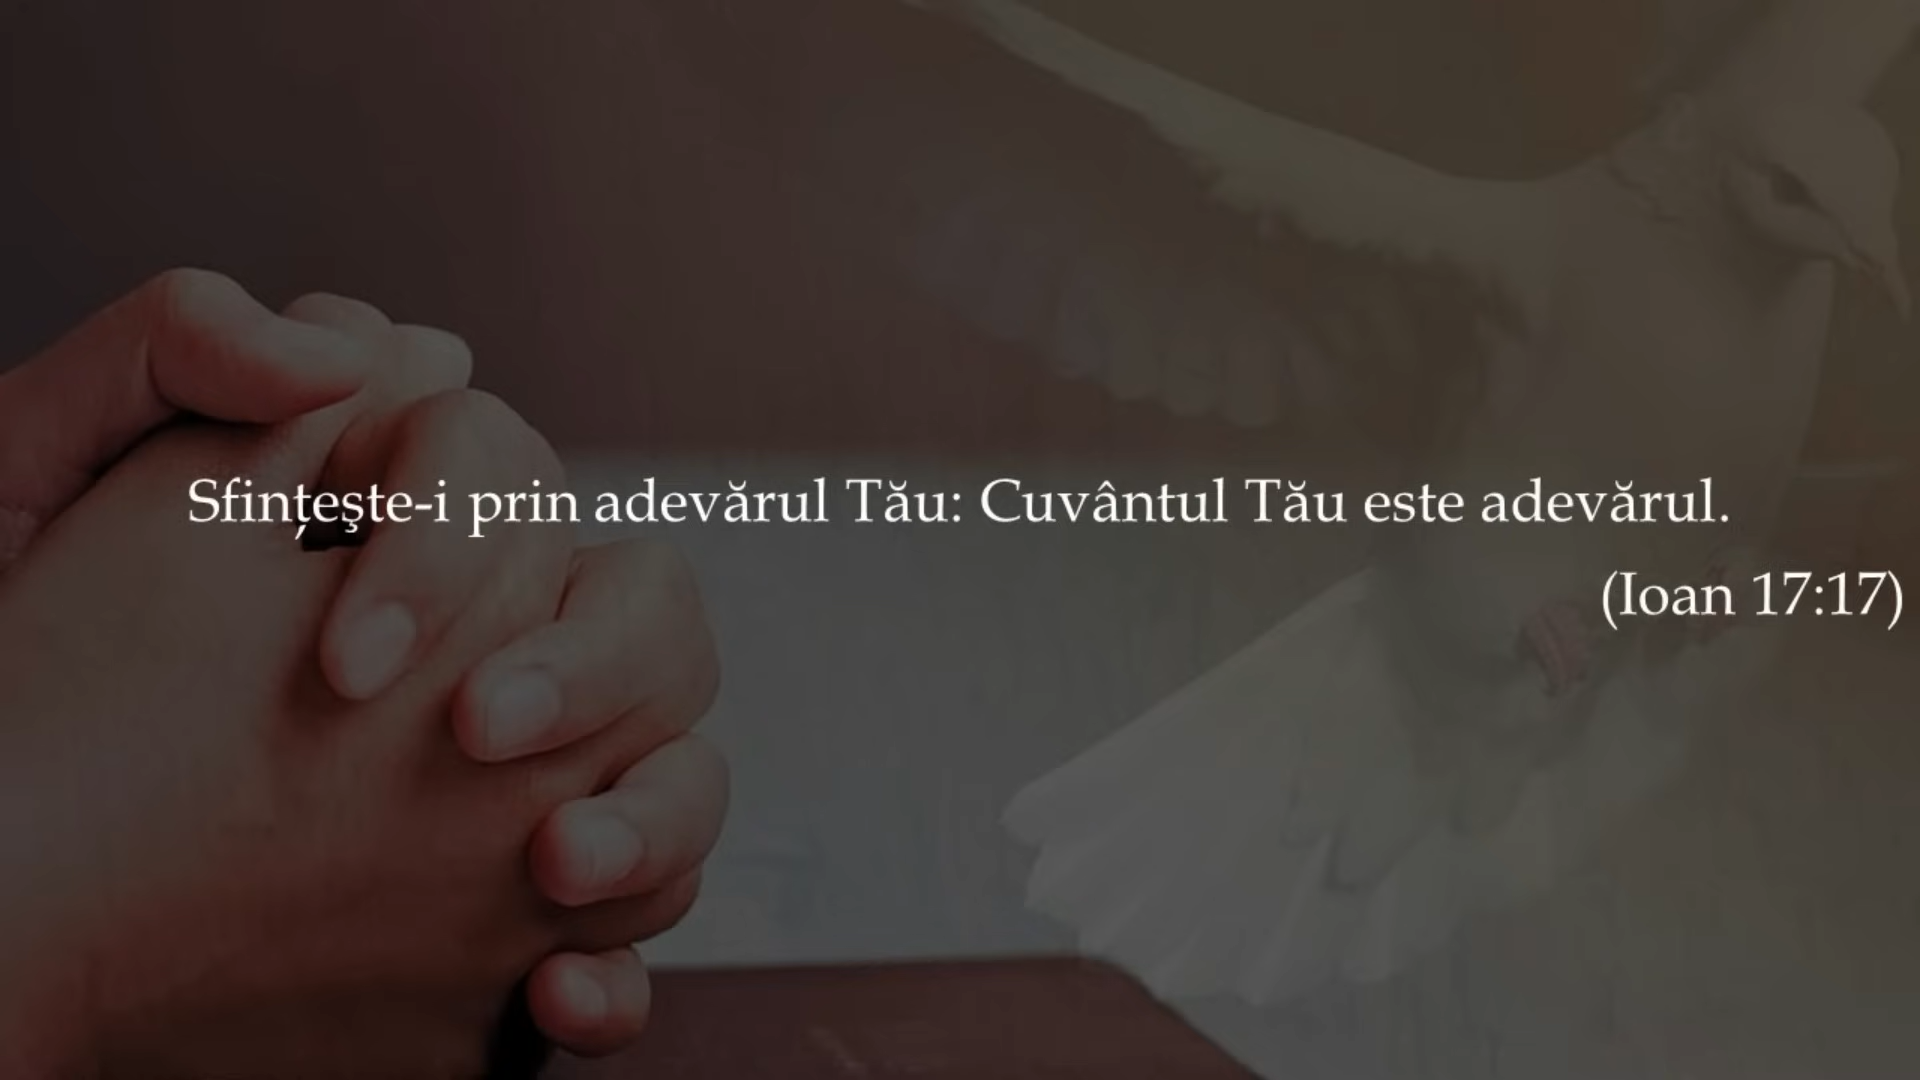 Sfințeşte-i prin adevărul Tău: Cuvântul Tău este adevărul.
(Ioan 17:17)